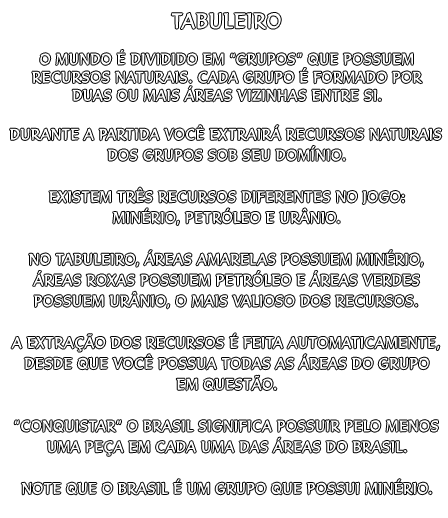 TABULEIRO
O MUNDO É DIVIDIDO EM "GRUPOS" QUE POSSUEM
RECURSOS NATURAIS. CADA GRUPO É FORMADO POR
DUAS OU MAIS ÁREAS VIZINHAS ENTRE SI.
DURANTE A PARTIDA VOCÊ EXTRAIRÁ RECURSOS NATURAIS
DOS GRUPOS SOB SEU DOMÍNIO.
EXISTEM TRÊS RECURSOS DIFERENTES NO JOGO:
MINÉRIO, PETRÓLEO E URÂNIO.
NO TABULEIRO, ÁREAS AMARELAS POSSUEM MINÉRIO,
ÁREAS ROXAS POSSUEM PETRÓLEO E ÁREAS VERDES
POSSUEM URÂNIO, O MAIS VALIOSO DOS RECURSOS.
A EXTRAÇÃO DOS RECURSOS É FEITA AUTOMATICAMENTE,
DESDE QUE VOCÊ POSSUA TODAS AS ÁREAS DO GRUPO
EM QUESTÃO.
"CONQUISTAR" O BRASIL SIGNIFICA POSSUIR PELO MENOS
UMA PEÇA EM CADA UMA DAS ÁREAS DO BRASIL.
NOTE QUE O BRASIL É UM GRUPO QUE POSSUI MINÉRIO.